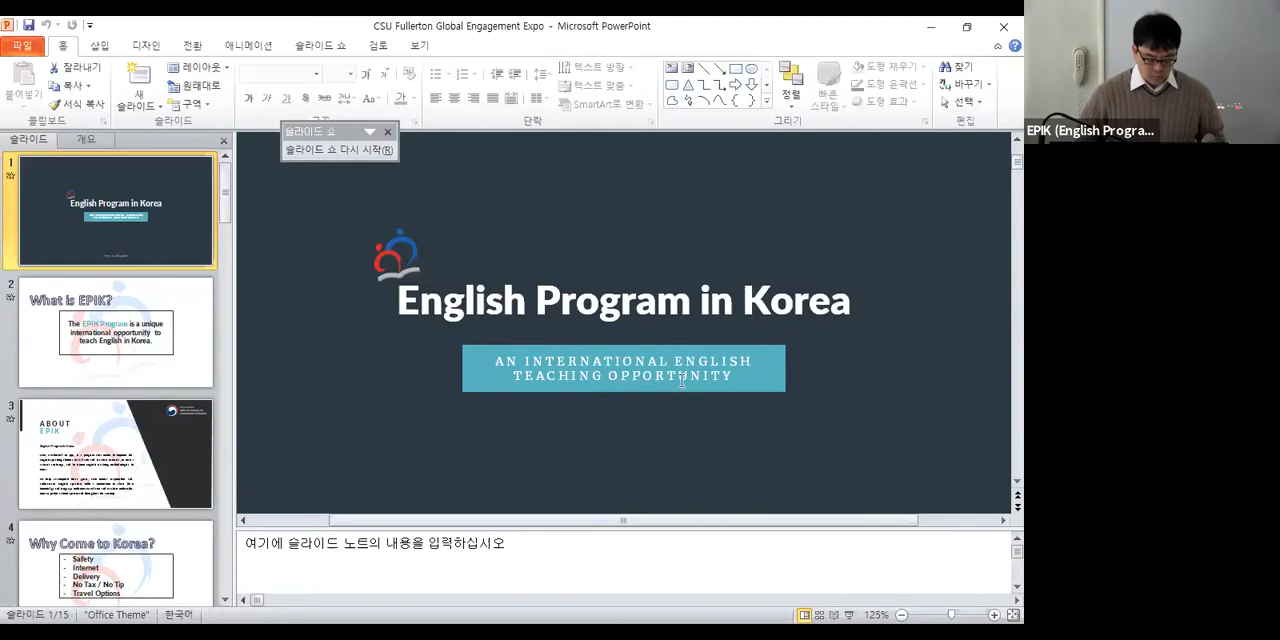 CSU Fullerton Global Engagement Expo - Microsoft PowerPoint
파일 홈 삽입 디자인 전환 애니메이션 슬라이드 쇼 검토 보기
붙여넣기
잘라내기
복사
서식 복사
클립보드
새 슬라이드
레이아웃
원래대로
구역
슬라이드
텍스트 방향
텍스트 맞춤
SmartArt로 변환
단락
정렬
빠른 스타일
도형 채우기
도형 윤곽선
도형 효과
그리기
찾기
바꾸기
선택
편집
슬라이드 개요
슬라이드 쇼
슬라이드 쇼 다시 시작(R)
1
English Program in Korea
2
What is EPIK?
The EPIK Program is a unique
international opportunity to
teach English in Korea.
3
ABOUT
EPIK
4
Why Come to Korea?
- Safety
- Internet
- Delivery
- No Tax / No Tip
- Travel Options
English Program in Korea
AN INTERNATIONAL ENGLISH
TEACHING OPPORTUNITY
여기에 슬라이드 노트의 내용을 입력하십시오
슬라이드 1/15 "Office Theme" 한국어 125%
EPIK (English Progra...